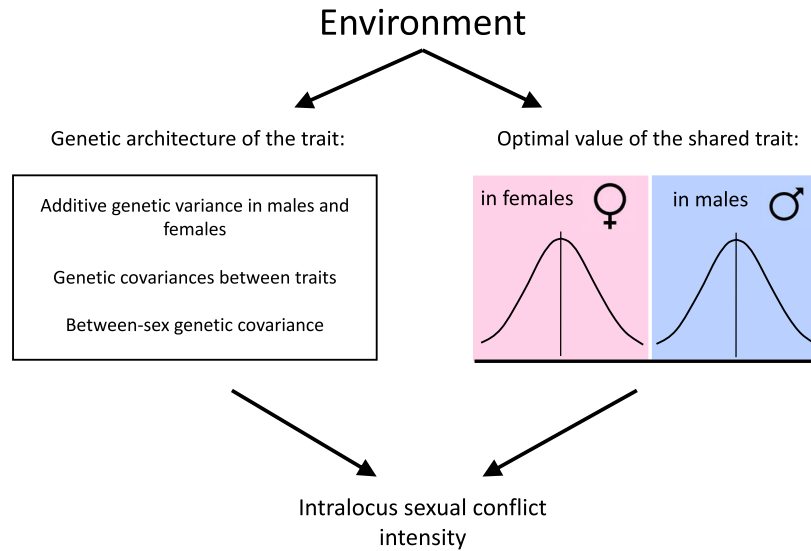 Environment
Genetic architecture of the trait:
Optimal value of the shared trait:
Additive genetic variance in males and
females
Genetic covariances between traits
Between-sex genetic covariance
in females
in males
Intralocus sexual conflict
intensity